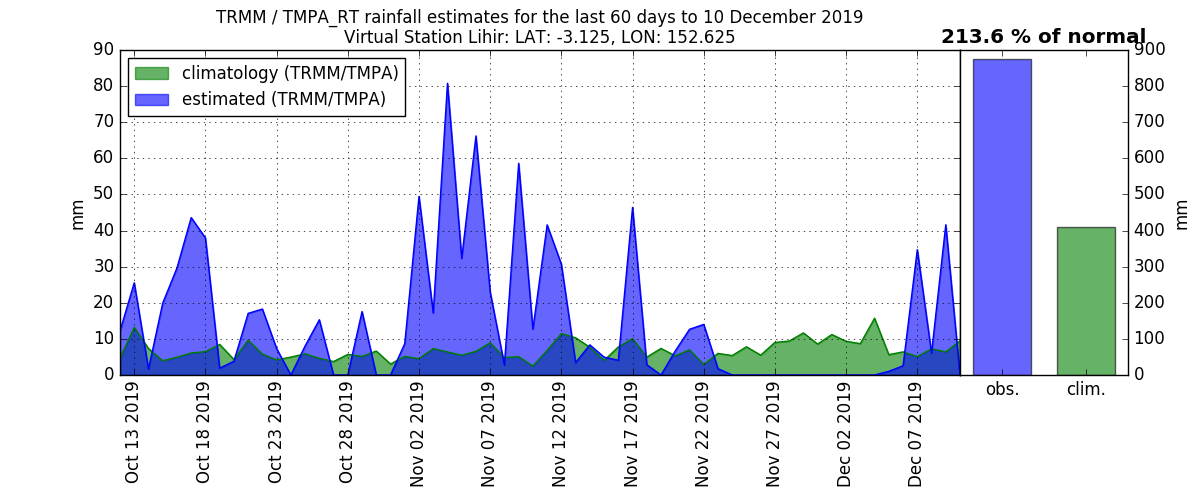 TRMM / TMPA_RT rainfall estimates for the last 60 days to 10 December 2019
Virtual Station Lihir: LAT: -3.125, LON: 152.625
213.6 % of normal
climatology (TRMM/TMPA)
estimated (TRMM/TMPA)
90
80
70
60
50
40
30
20
10
0
mm
900
800
700
600
500
400
300
200
100
0
mm
Oct 13 2019
Oct 18 2019
Oct 23 2019
Oct 28 2019
Nov 02 2019
Nov 07 2019
Nov 12 2019
Nov 17 2019
Nov 22 2019
Nov 27 2019
Dec 02 2019
Dec 07 2019
obs.
clim.